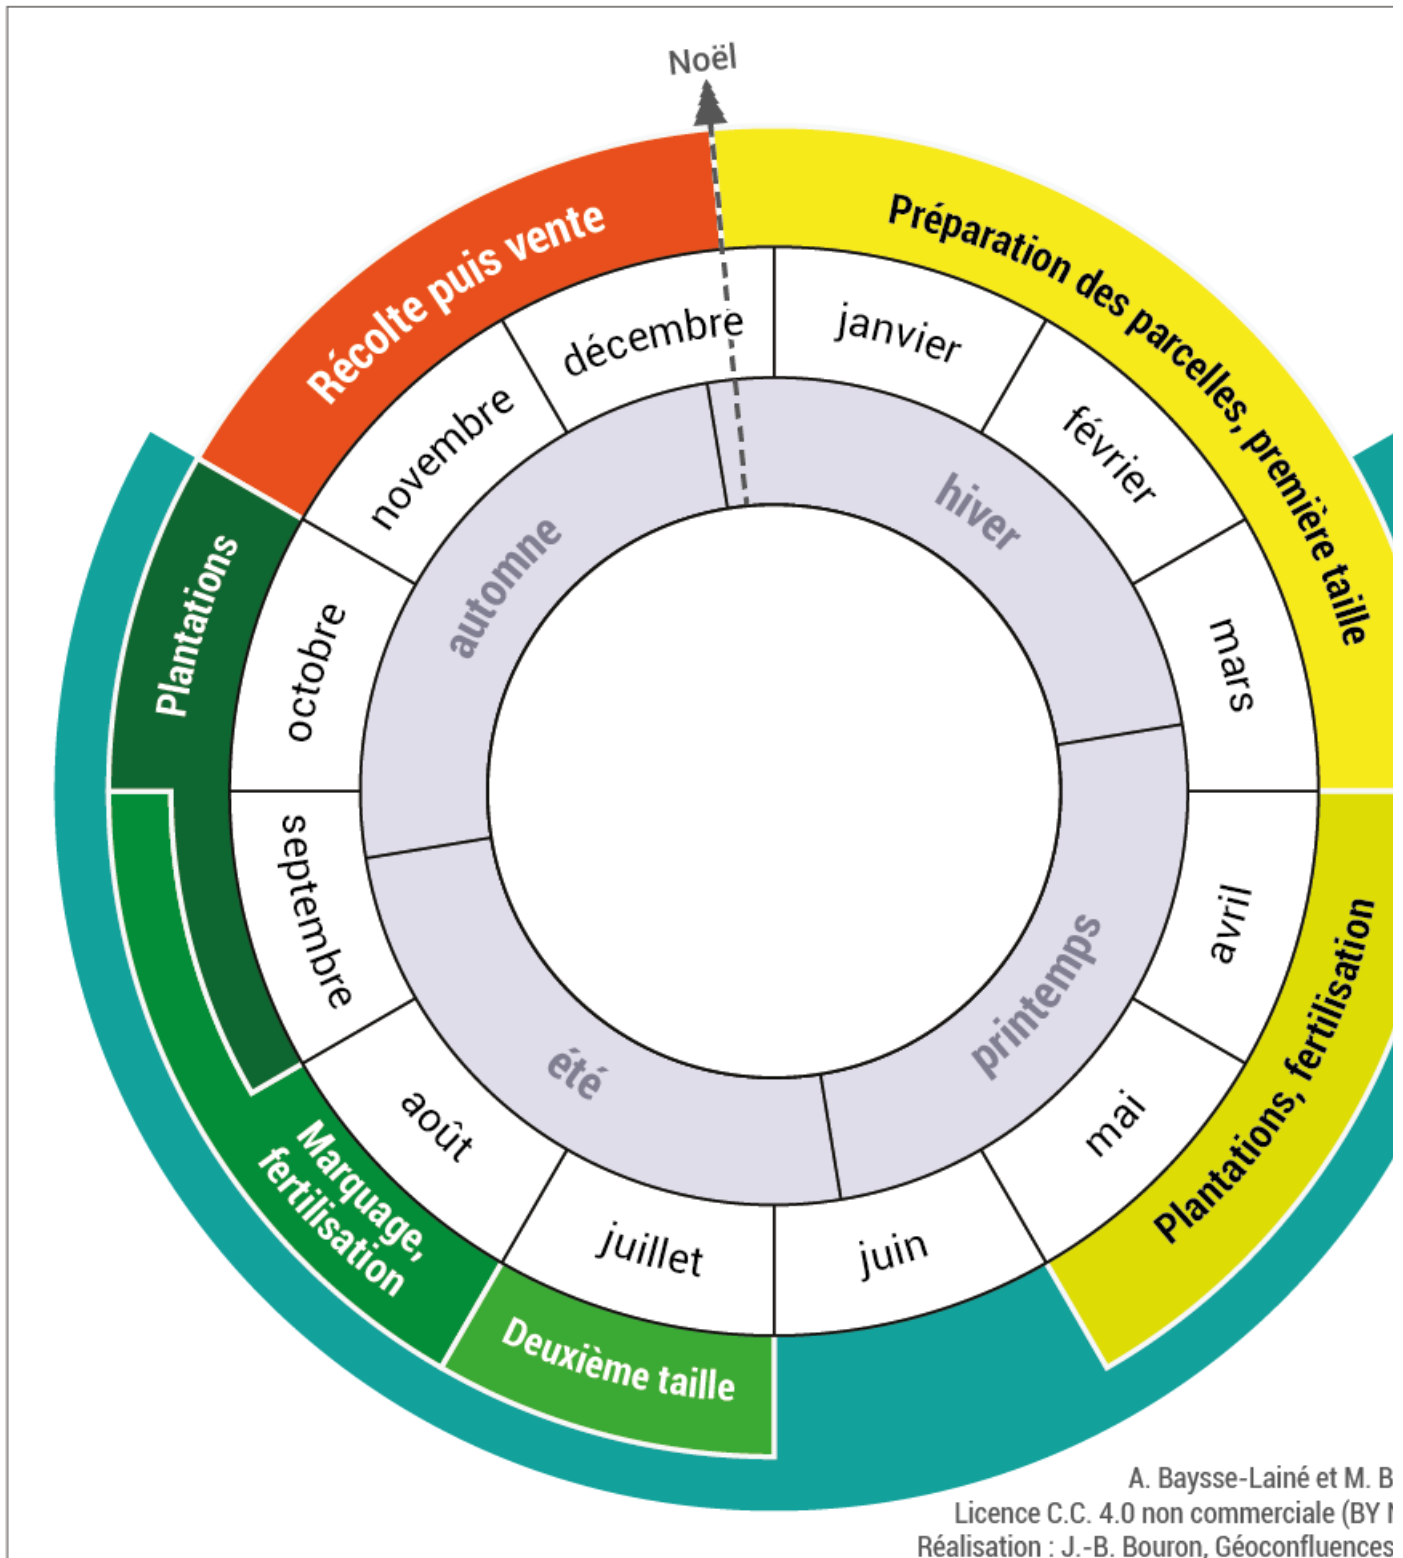 Noël
Récolte puis vente
Préparation des parcelles, première taille
décembre
janvier
novembre
février
hiver
automne
Plantations
octobre
mars
septembre
avril
printemps
Plantations, fertilisation
été
août
mai
Marquage,
fertilisation
juillet
juin
Deuxième taille
A. Baysse-Lainé et M. B
Licence C.C. 4.0 non commerciale (BY N
Réalisation : J.-B. Bouron, Géoconfluences